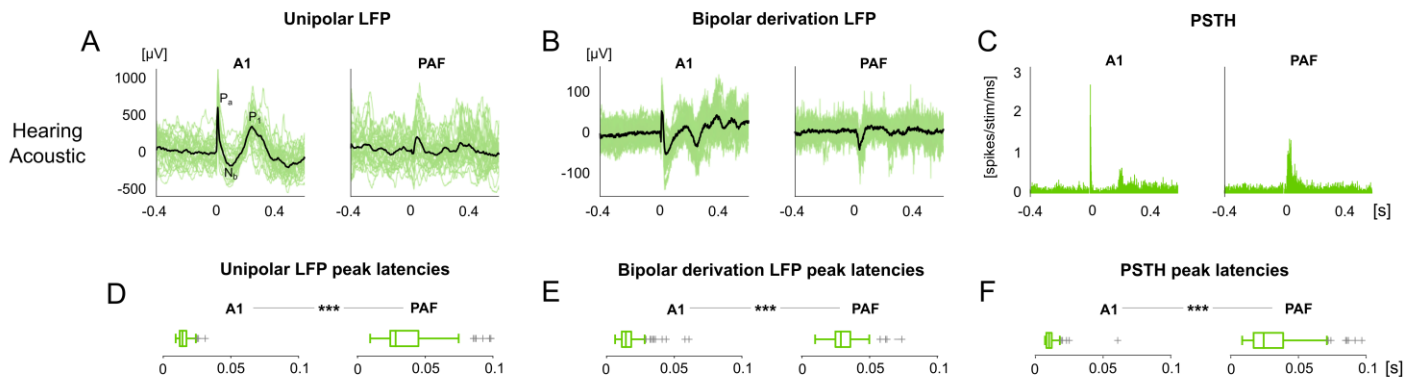 Unipolar LFP
Bipolar derivation LFP
PSTH
A
B
C
[µV]
A1
PAF
[µV]
A1
PAF
A1
PAF
Hearing
Acoustic
1000
500
0
-500
Pa
P1
Nb
-0.4 0 0.4
-0.4 0 0.4
100
0
-100
-0.4 0 0.4
-0.4 0 0.4
[spikes/stim/ms]
3
2
1
0
-0.4 0 0.4
-0.4 0 0.4 [s]
Unipolar LFP peak latencies
Bipolar derivation LFP peak latencies
PSTH peak latencies
D
E
F
A1 *** PAF
A1 *** PAF
A1 *** PAF
0 0.05 0.1
0 0.05 0.1
0 0.05 0.1
0 0.05 0.1
0 0.05 0.1
0 0.05 0.1 [s]